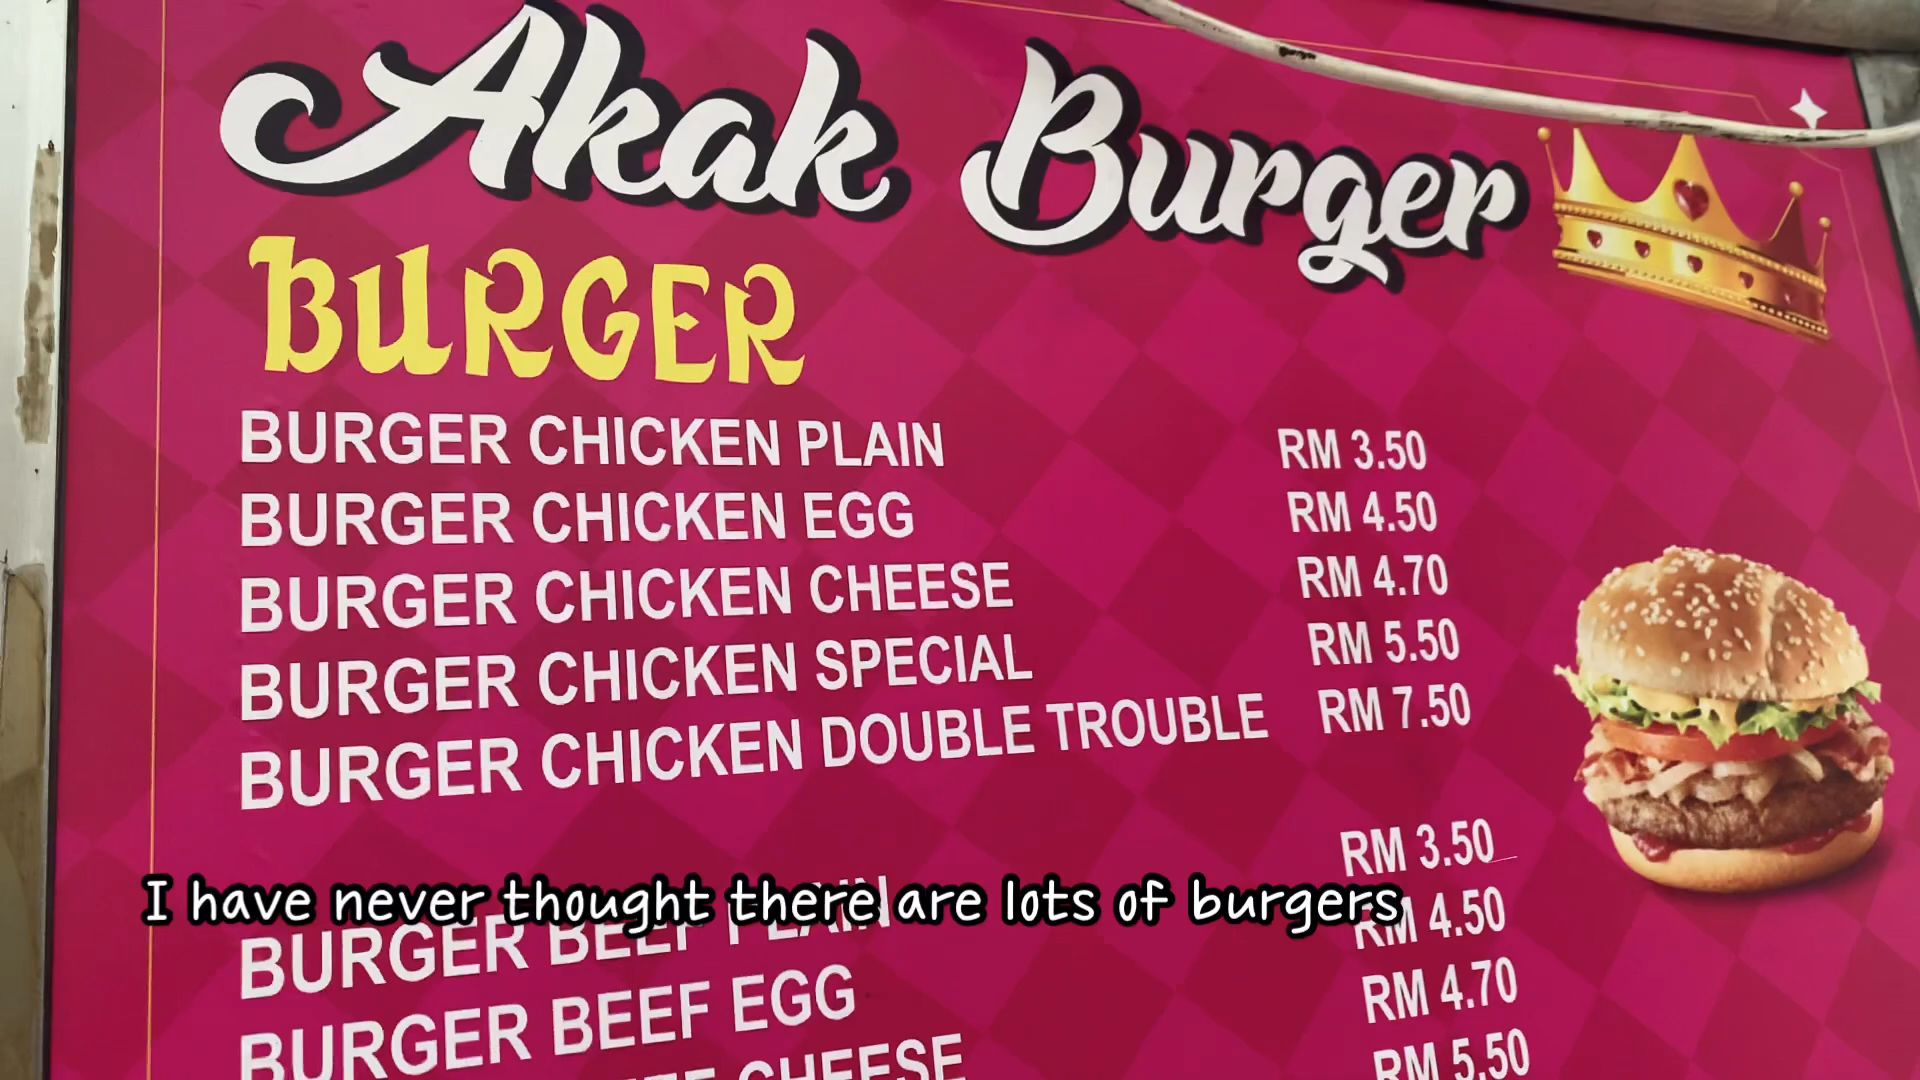 Akak Burger
BURGER
BURGER CHICKEN PLAIN RM 3.50
BURGER CHICKEN EGG RM 4.50
BURGER CHICKEN CHEESE RM 4.70
BURGER CHICKEN SPECIAL RM 5.50
BURGER CHICKEN DOUBLE TROUBLE RM 7.50
I have never thought there are lots of burgers
BURGER BEEF PLAIN RM 3.50
BURGER BEEF EGG RM 4.50
CHEESE RM 4.70
RM 5.50